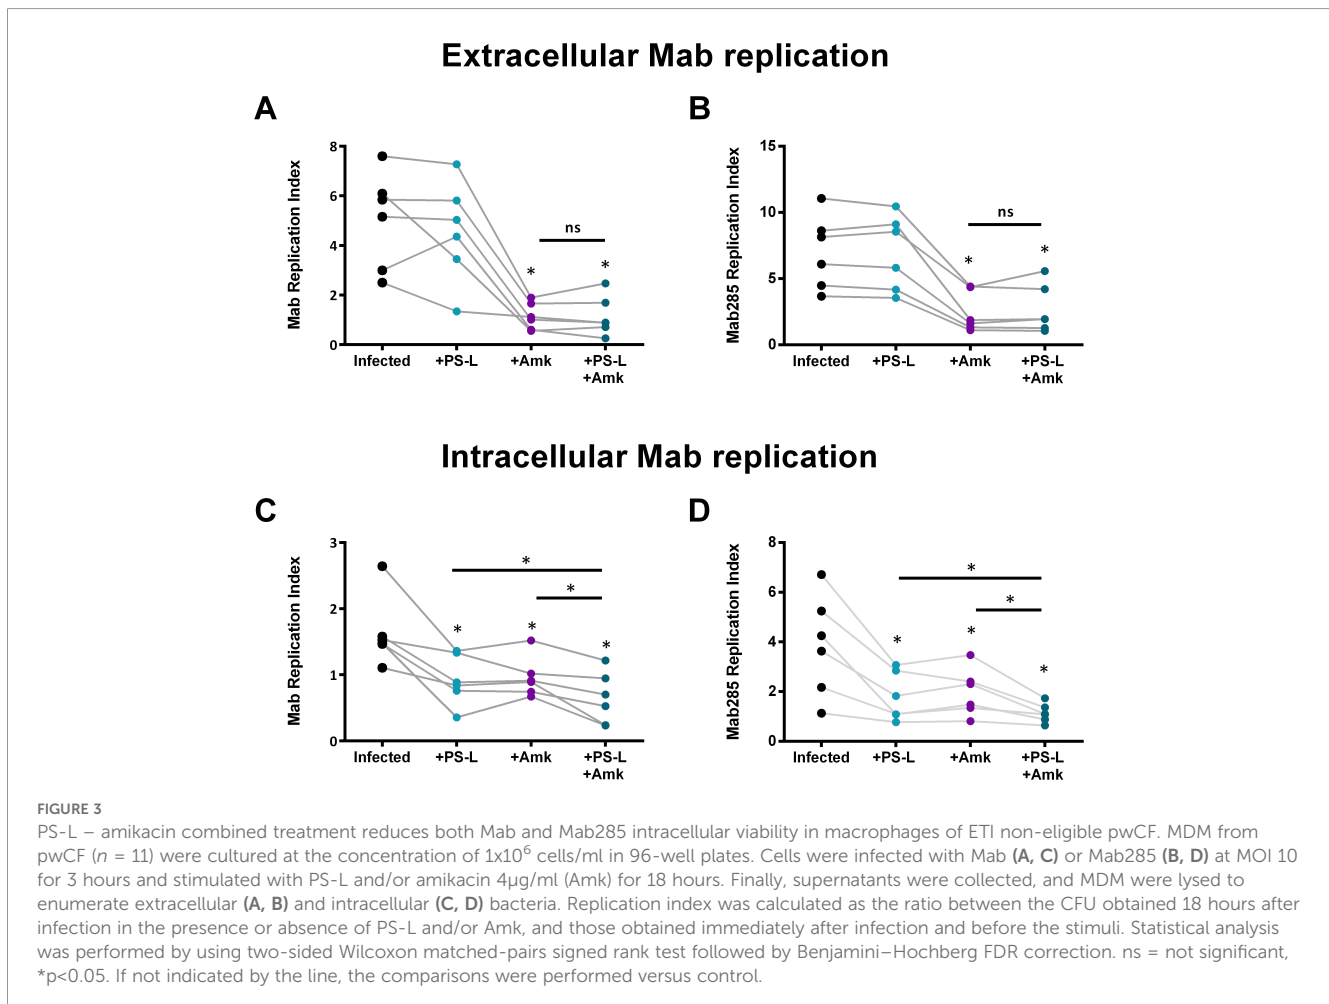 Extracellular Mab replication
A
Mab Replication Index
8
6
4
2
0
ns
*
*
Infected
+PS-L
+Amk
+PS-L
+Amk
B
Mab285 Replication Index
15
10
5
0
ns
*
*
Infected
+PS-L
+Amk
+PS-L
+Amk
Intracellular Mab replication
C
Mab Replication Index
3
2
1
0
*
*
*
*
*
Infected
+PS-L
+Amk
+PS-L
+Amk
D
Mab285 Replication Index
8
6
4
2
0
*
*
*
*
*
Infected
+PS-L
+Amk
+PS-L
+Amk
FIGURE 3
PS-L – amikacin combined treatment reduces both Mab and Mab285 intracellular viability in macrophages of ETI non-eligible pwCF. MDM from
pwCF (n = 11) were cultured at the concentration of 1x10⁶ cells/ml in 96-well plates. Cells were infected with Mab (A, C) or Mab285 (B, D) at MOI 10
for 3 hours and stimulated with PS-L and/or amikacin 4µg/ml (Amk) for 18 hours. Finally, supernatants were collected, and MDM were lysed to
enumerate extracellular (A, B) and intracellular (C, D) bacteria. Replication index was calculated as the ratio between the CFU obtained 18 hours after
infection in the presence or absence of PS-L and/or Amk, and those obtained immediately after infection and before the stimuli. Statistical analysis
was performed by using two-sided Wilcoxon matched-pairs signed rank test followed by Benjamini–Hochberg FDR correction. ns = not significant,
*p<0.05. If not indicated by the line, the comparisons were performed versus control.